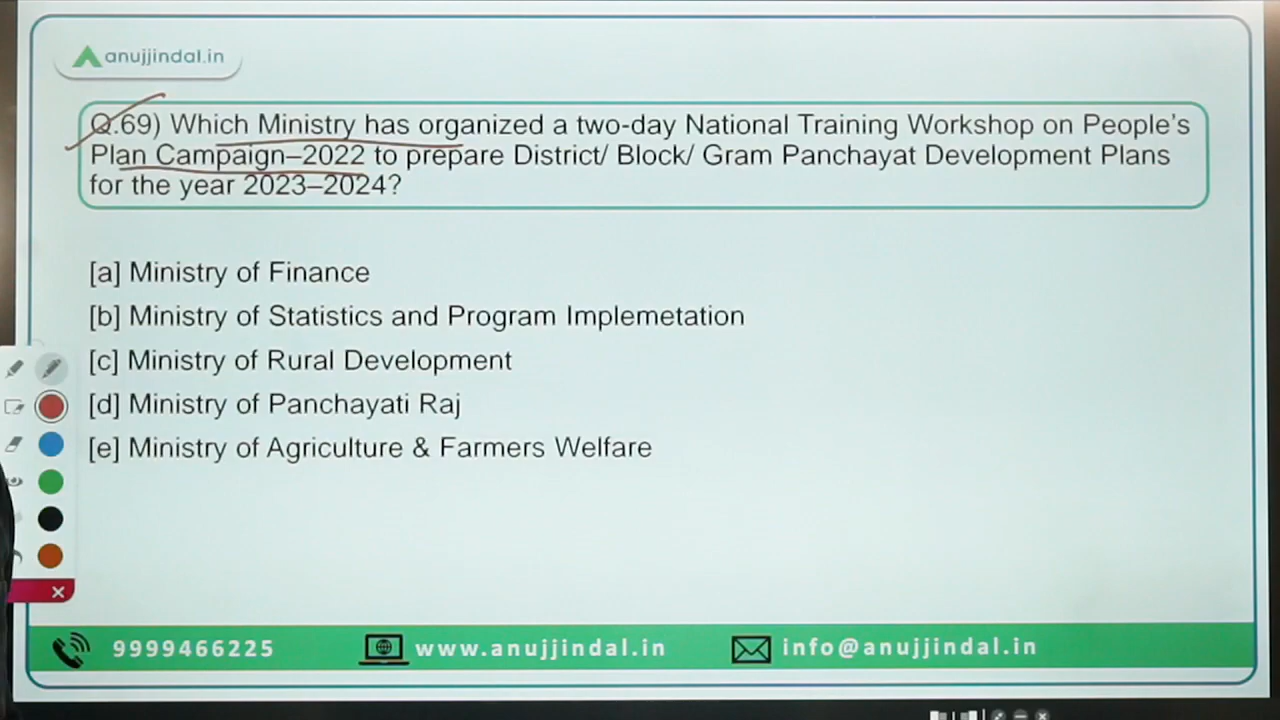 anujjindal.in
Q.69) Which Ministry has organized a two-day National Training Workshop on People's
Plan Campaign–2022 to prepare District/ Block/ Gram Panchayat Development Plans
for the year 2023–2024?
[a] Ministry of Finance
[b] Ministry of Statistics and Program Implemetation
[c] Ministry of Rural Development
[d] Ministry of Panchayati Raj
[e] Ministry of Agriculture & Farmers Welfare
9999466225 www.anujjindal.in info@anujjindal.in